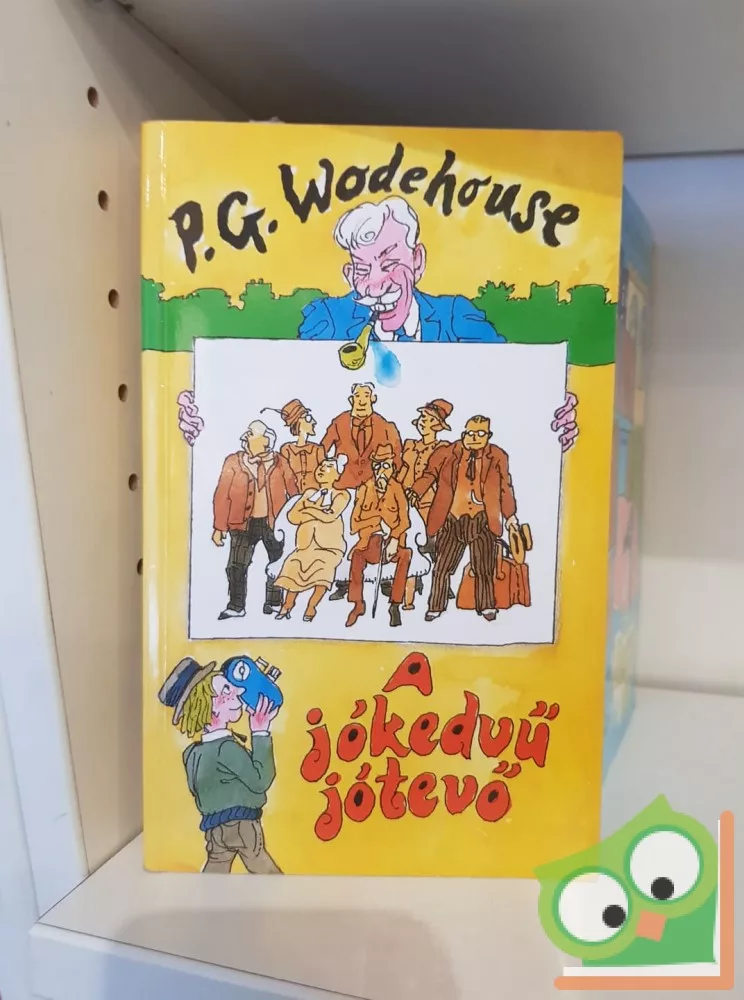 P.G. Wodehouse
A
jókedvű
jótevő